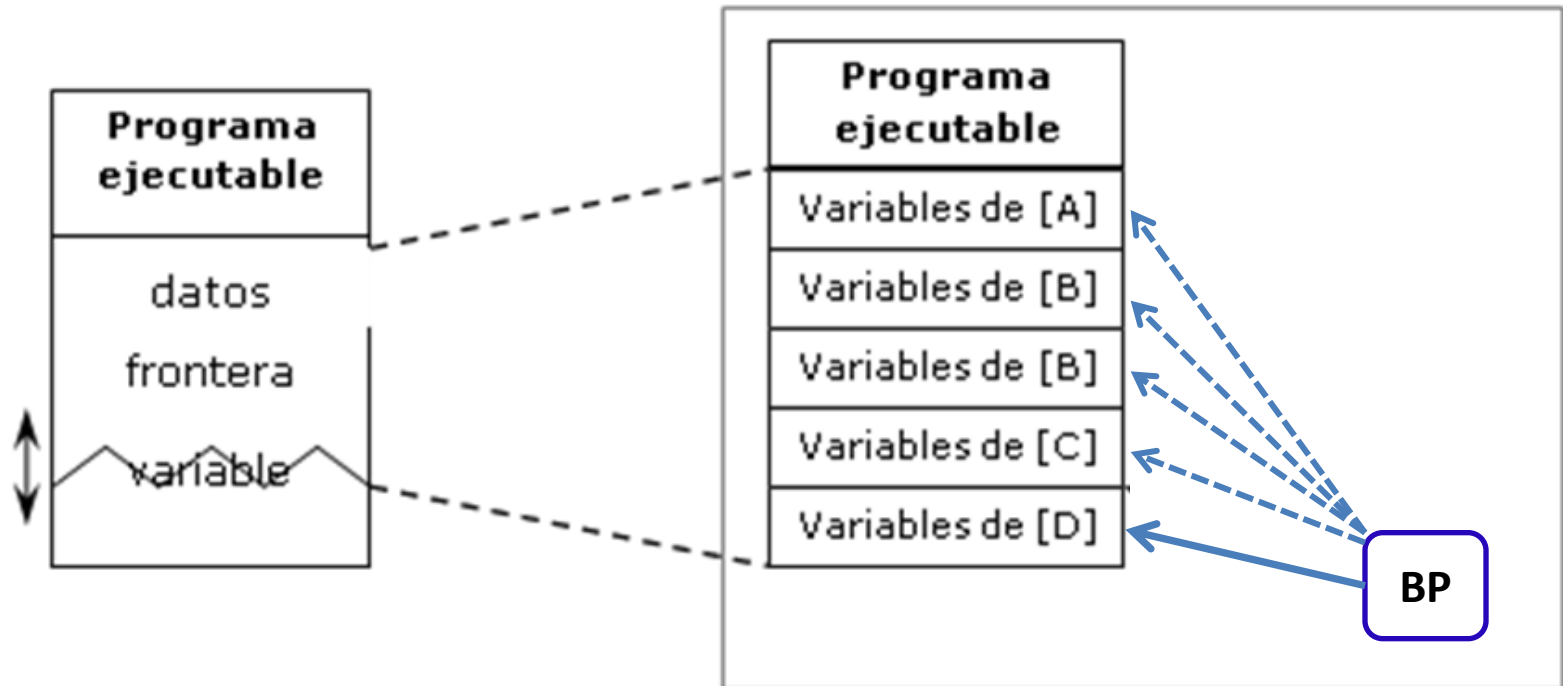 Programa
ejecutable
datos
frontera
variable
Programa
ejecutable
Variables de [A]
Variables de [B]
Variables de [B]
Variables de [C]
Variables de [D]
BP